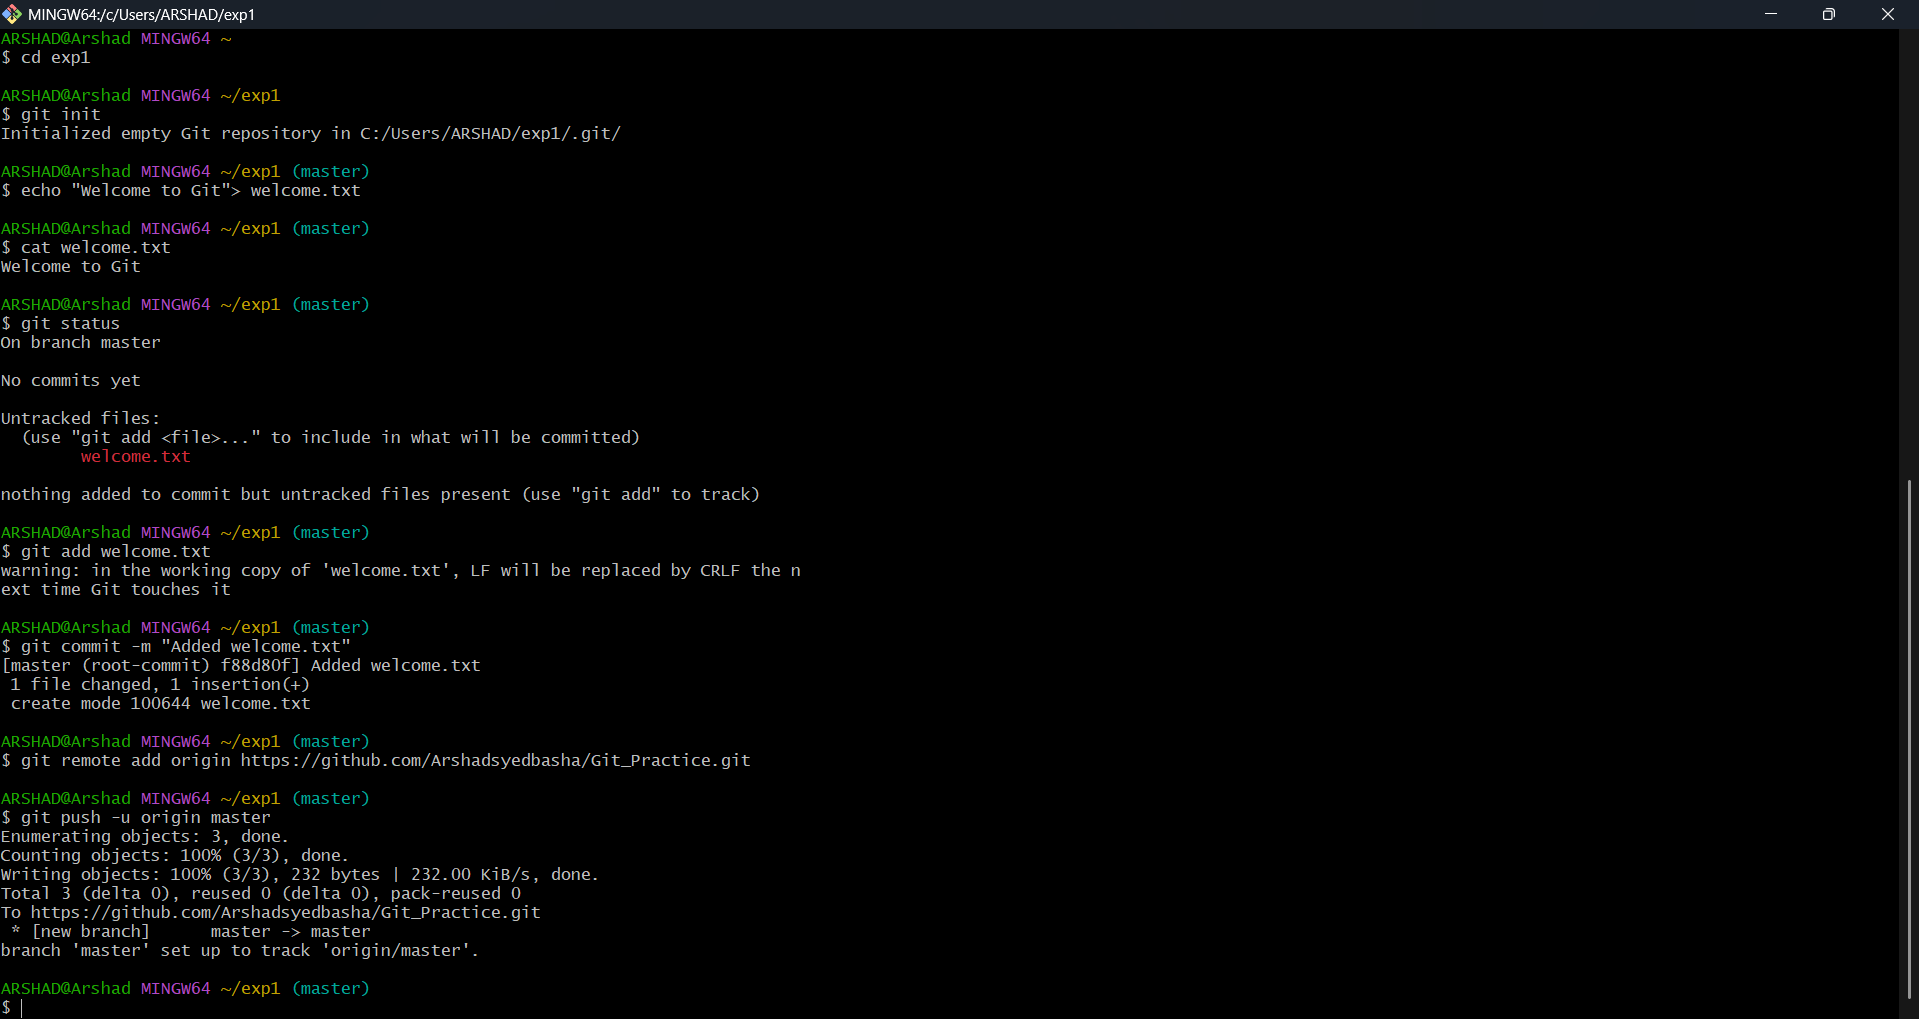 MINGW64:/c/Users/ARSHAD/exp1
ARSHAD@Arshad MINGW64 ~
$ cd exp1
ARSHAD@Arshad MINGW64 ~/exp1
$ git init
Initialized empty Git repository in C:/Users/ARSHAD/exp1/.git/
ARSHAD@Arshad MINGW64 ~/exp1 (master)
$ echo "Welcome to Git"> welcome.txt
ARSHAD@Arshad MINGW64 ~/exp1 (master)
$ cat welcome.txt
Welcome to Git
ARSHAD@Arshad MINGW64 ~/exp1 (master)
$ git status
On branch master
No commits yet
Untracked files:
  (use "git add <file>..." to include in what will be committed)
        welcome.txt
nothing added to commit but untracked files present (use "git add" to track)
ARSHAD@Arshad MINGW64 ~/exp1 (master)
$ git add welcome.txt
warning: in the working copy of 'welcome.txt', LF will be replaced by CRLF the n
ext time Git touches it
ARSHAD@Arshad MINGW64 ~/exp1 (master)
$ git commit -m "Added welcome.txt"
[master (root-commit) f88d80f] Added welcome.txt
 1 file changed, 1 insertion(+)
 create mode 100644 welcome.txt
ARSHAD@Arshad MINGW64 ~/exp1 (master)
$ git remote add origin https://github.com/Arshadsyedbasha/Git_Practice.git
ARSHAD@Arshad MINGW64 ~/exp1 (master)
$ git push -u origin master
Enumerating objects: 3, done.
Counting objects: 100% (3/3), done.
Writing objects: 100% (3/3), 232 bytes | 232.00 KiB/s, done.
Total 3 (delta 0), reused 0 (delta 0), pack-reused 0
To https://github.com/Arshadsyedbasha/Git_Practice.git
 * [new branch]      master -> master
branch 'master' set up to track 'origin/master'.
ARSHAD@Arshad MINGW64 ~/exp1 (master)
$